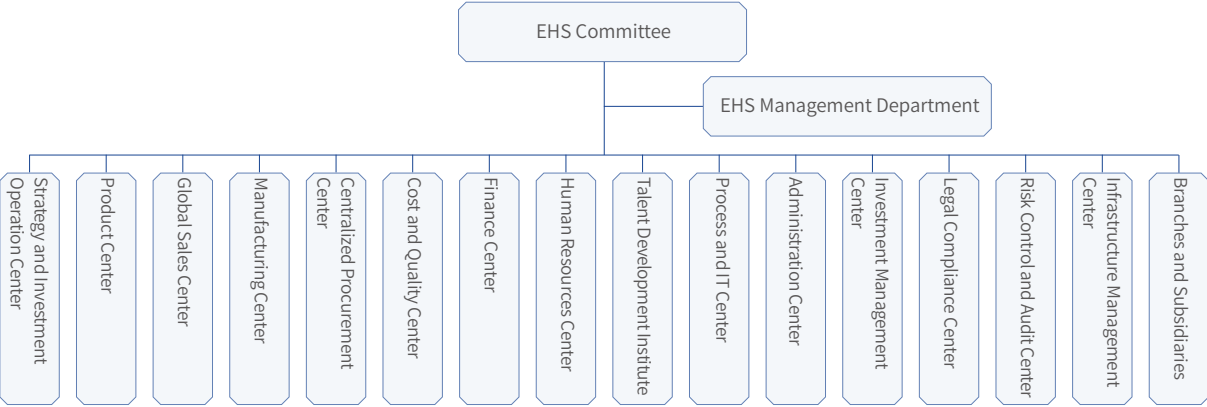 EHS Committee
EHS Management Department
Strategy and Investment
Operation Center
Product Center
Global Sales Center
Manufacturing Center
Centralized Procurement
Center
Cost and Quality Center
Finance Center
Human Resources Center
Talent Development Institute
Process and IT Center
Administration Center
Investment Management
Center
Legal Compliance Center
Risk Control and Audit Center
Infrastructure Management
Center
Branches and Subsidiaries